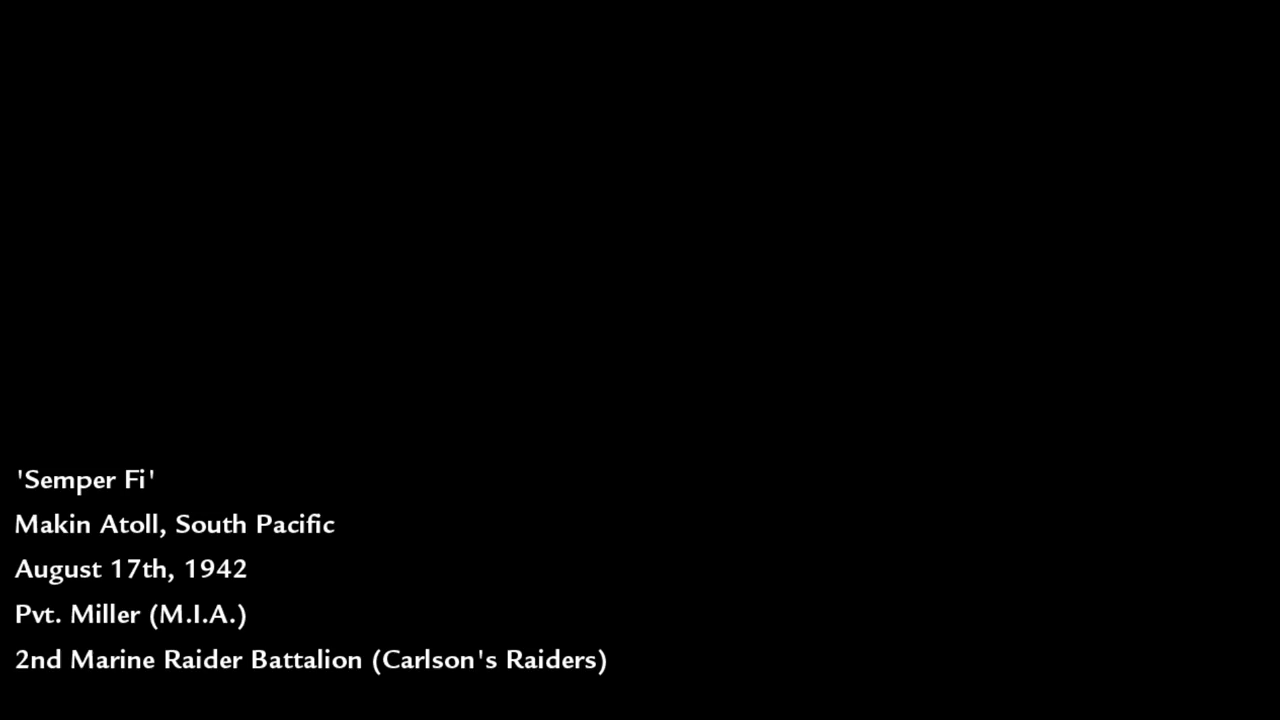 'Semper Fi'
Makin Atoll, South Pacific
August 17th, 1942
Pvt. Miller (M.I.A.)
2nd Marine Raider Battalion (Carlson's Raiders)